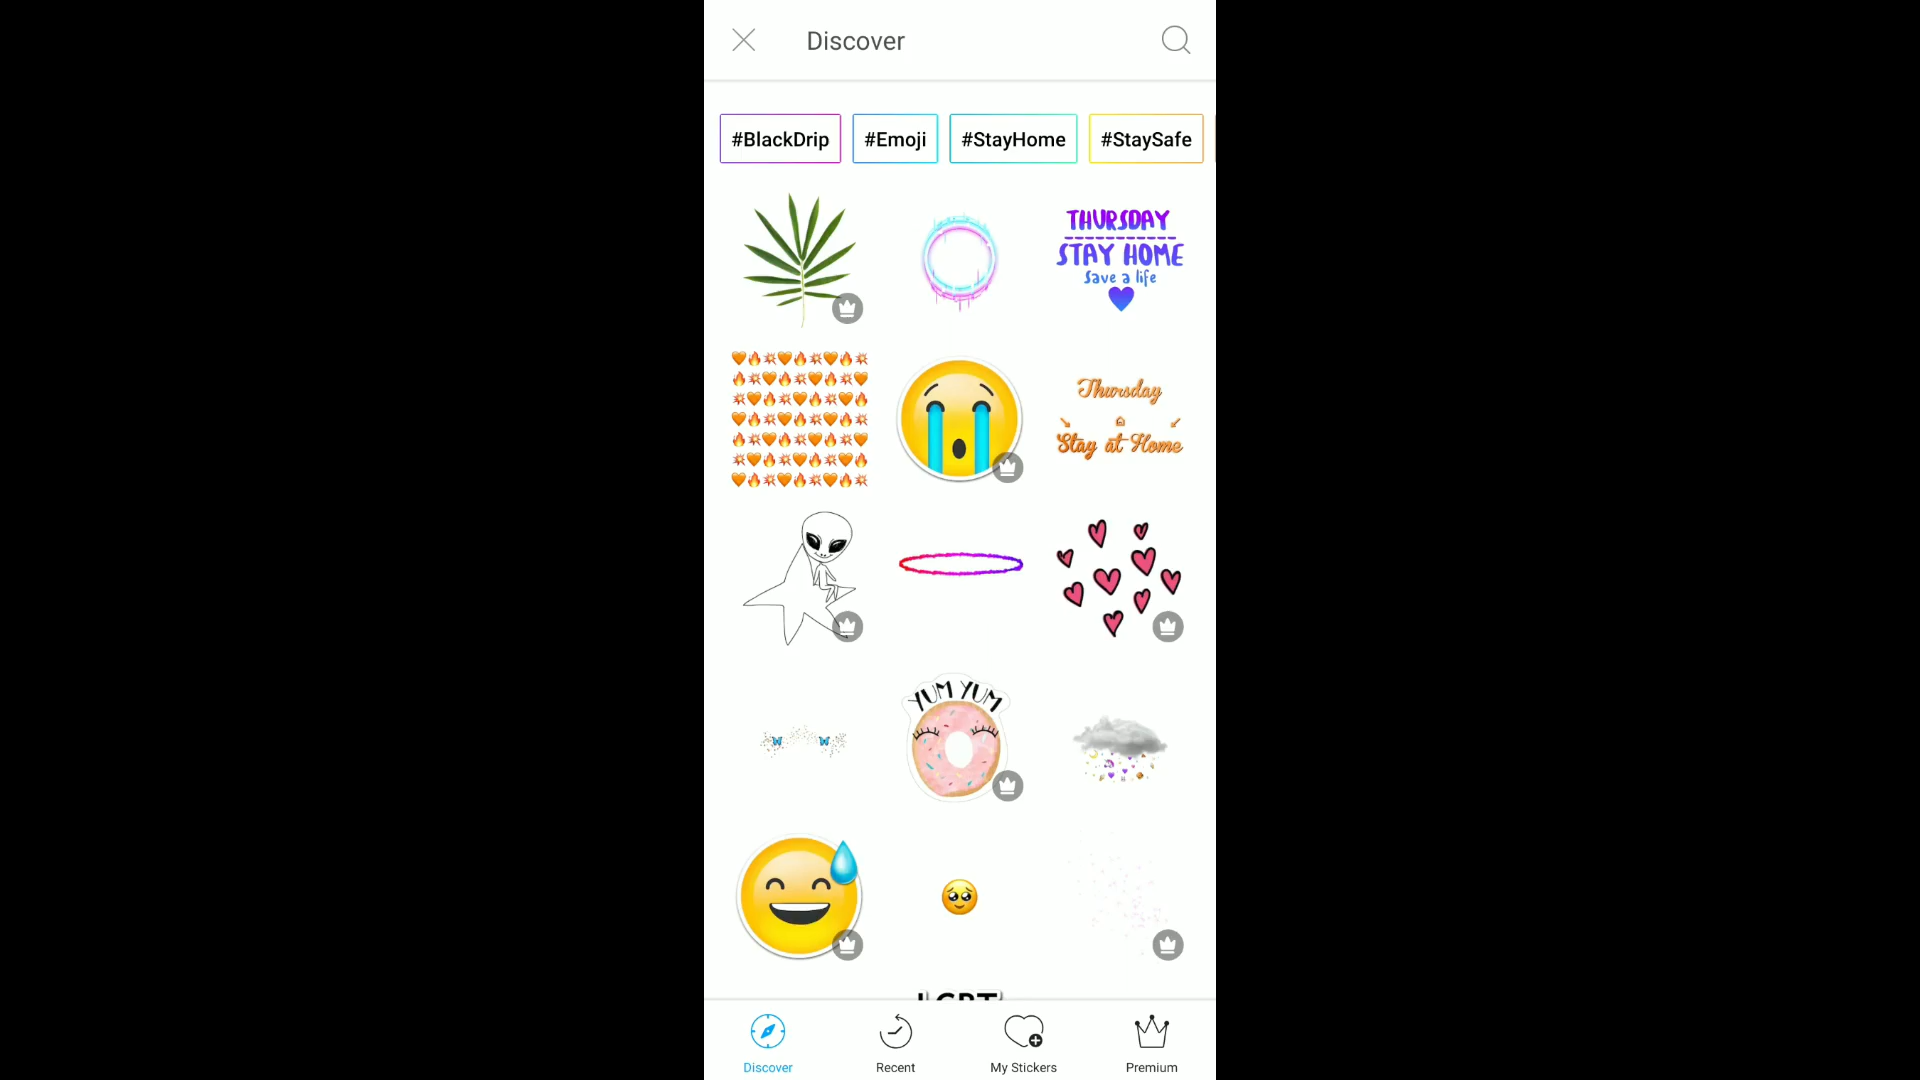 Discover
#BlackDrip
#Emoji
#StayHome
#StaySafe
THURSDAY
STAY HOME
Save a life
Thursday
Stay at Home
YUM YUM
LGBT
Discover
Recent
My Stickers
Premium